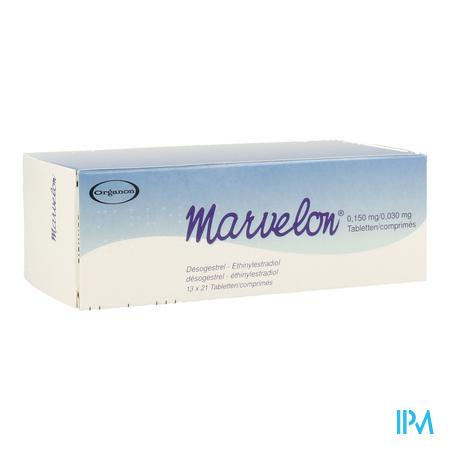 Organon
Marvelon®
0,150 mg/0,030 mg
Tabletten/comprimés
Desogestrel - Ethinylestradiol
désogestrel - éthinylestradiol
13 x 21 Tabletten/comprimés
Marvelon
IPM